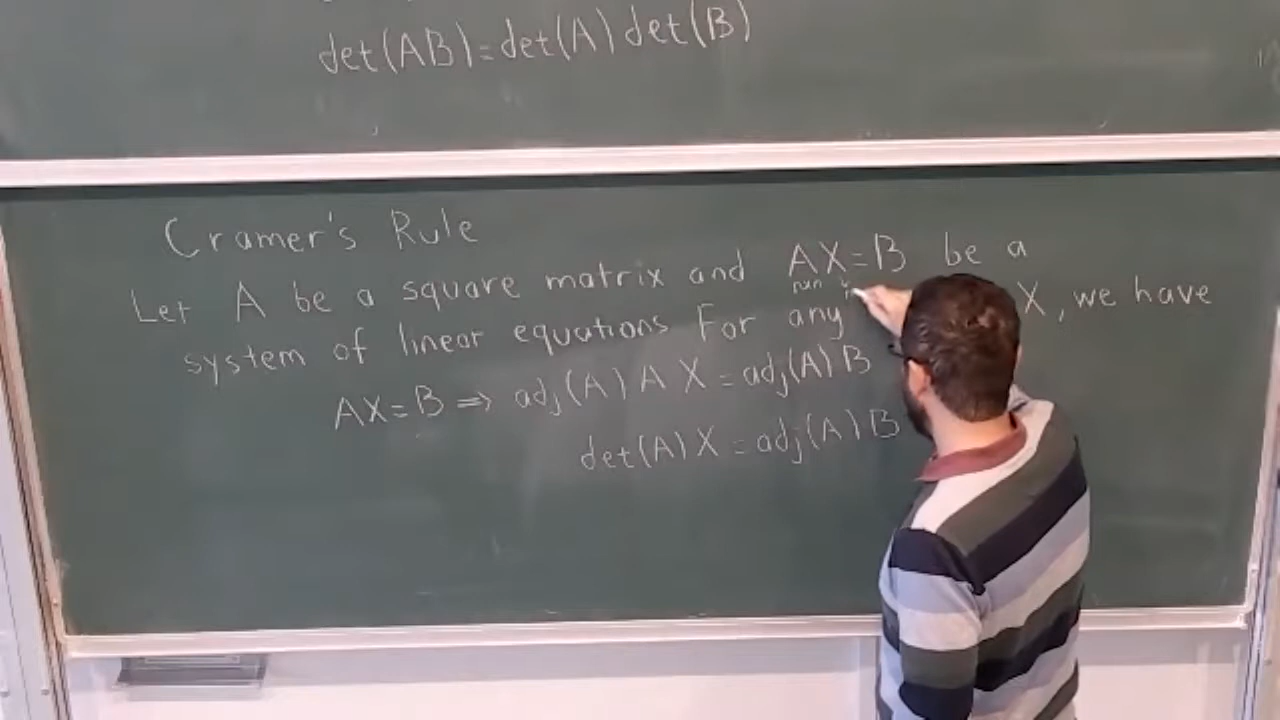 det(AB)=det(A)det(B)
Cramer's Rule
Let A be a square matrix and AX=B be a
system of linear equations For any X, we have
AX=B ⇒ adj(A) A X = adj(A) B
det(A) X = adj(A) B